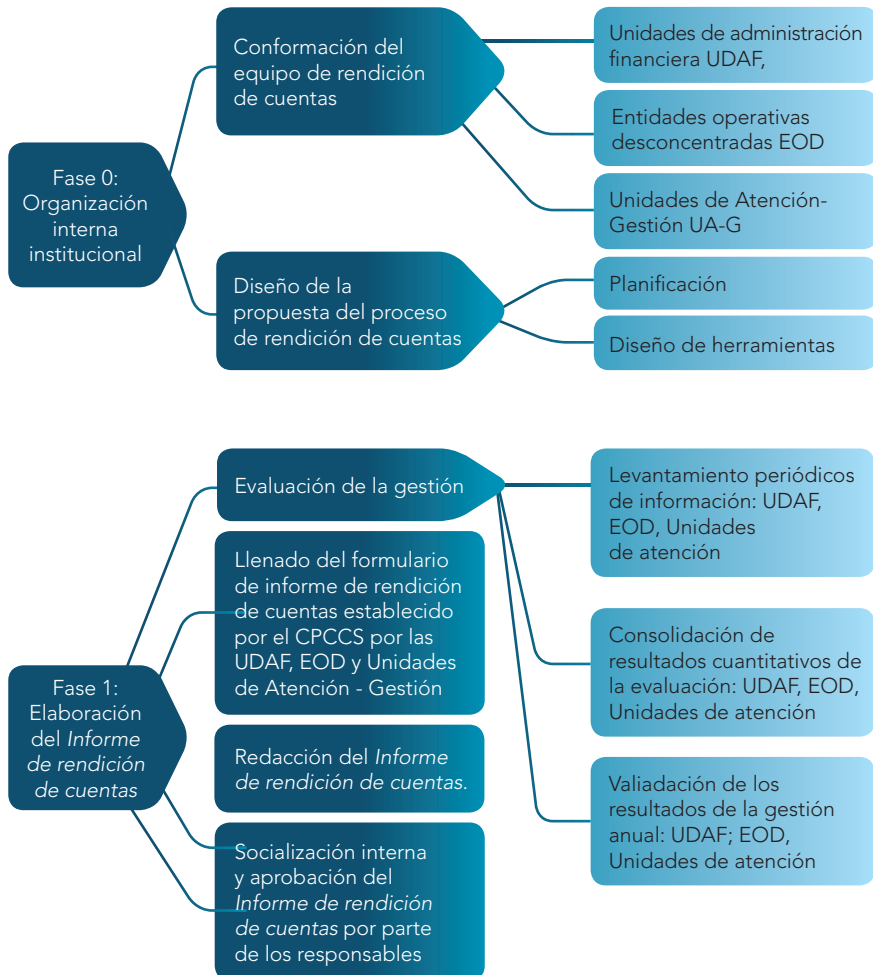 Fase 0:
Organización
interna
institucional
Conformación del
equipo de rendición
de cuentas
Unidades de administración
financiera UDAF,
Entidades operativas
desconcentradas EOD
Unidades de Atención-
Gestión UA-G
Diseño de la
propuesta del proceso
de rendición de cuentas
Planificación
Diseño de herramientas
Fase 1:
Elaboración
del Informe
de rendición
de cuentas
Evaluación de la gestión
Levantamiento periódicos
de información: UDAF,
EOD, Unidades
de atención
Consolidación de
resultados cuantitativos de
la evaluación: UDAF, EOD,
Unidades de atención
Valiadación de los
resultados de la gestión
anual: UDAF; EOD,
Unidades de atención
Llenado del formulario
de informe de rendición
de cuentas establecido
por el CPCCS por las
UDAF, EOD y Unidades
de Atención - Gestión
Redacción del Informe
de rendición de cuentas.
Socialización interna
y aprobación del
Informe de rendición
de cuentas por parte
de los responsables